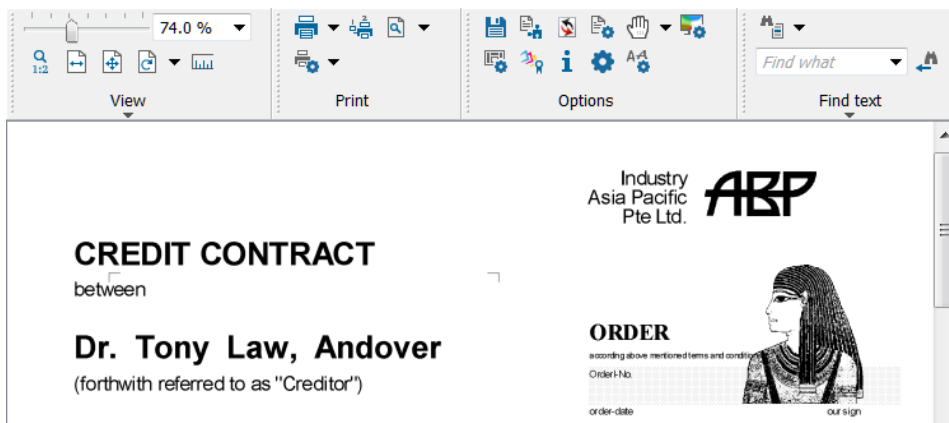 74.0 %
1:2
View
Print
Options
Find what
Find text
Industry
Asia Pacific
Pte Ltd.
ABP
CREDIT CONTRACT
between
Dr. Tony Law, Andover
(forthwith referred to as "Creditor")
ORDER
according above mentioned terms and condition
Orderl-No.
order-date
our sign